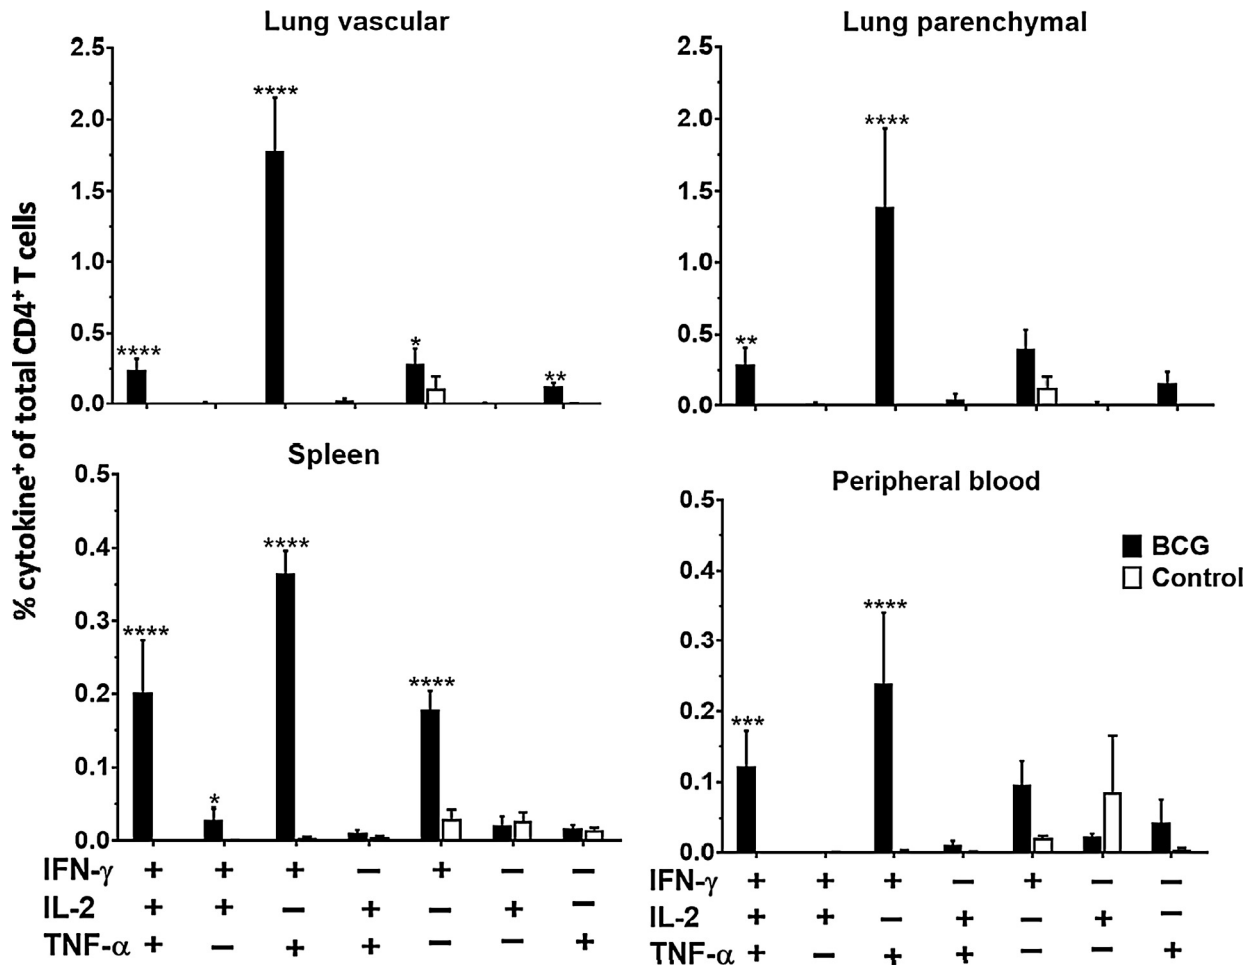 Lung vascular
Lung parenchymal
% cytokine⁺ of total CD4⁺ T cells
2.5
2.0
1.5
1.0
0.5
0.0
****
****
*
**
2.5
2.0
1.5
1.0
0.5
0.0
**
****
Spleen
0.5
0.4
0.3
0.2
0.1
0.0
****
*
****
****
Peripheral blood
0.5
0.4
0.3
0.2
0.1
0.0
***
****
BCG
Control
IFN-γ + + + – + – –
IL-2 + + – + – + –
TNF-α + – + + – – +
IFN-γ + + + – + – –
IL-2 + + – + – + –
TNF-α + – + + – – +